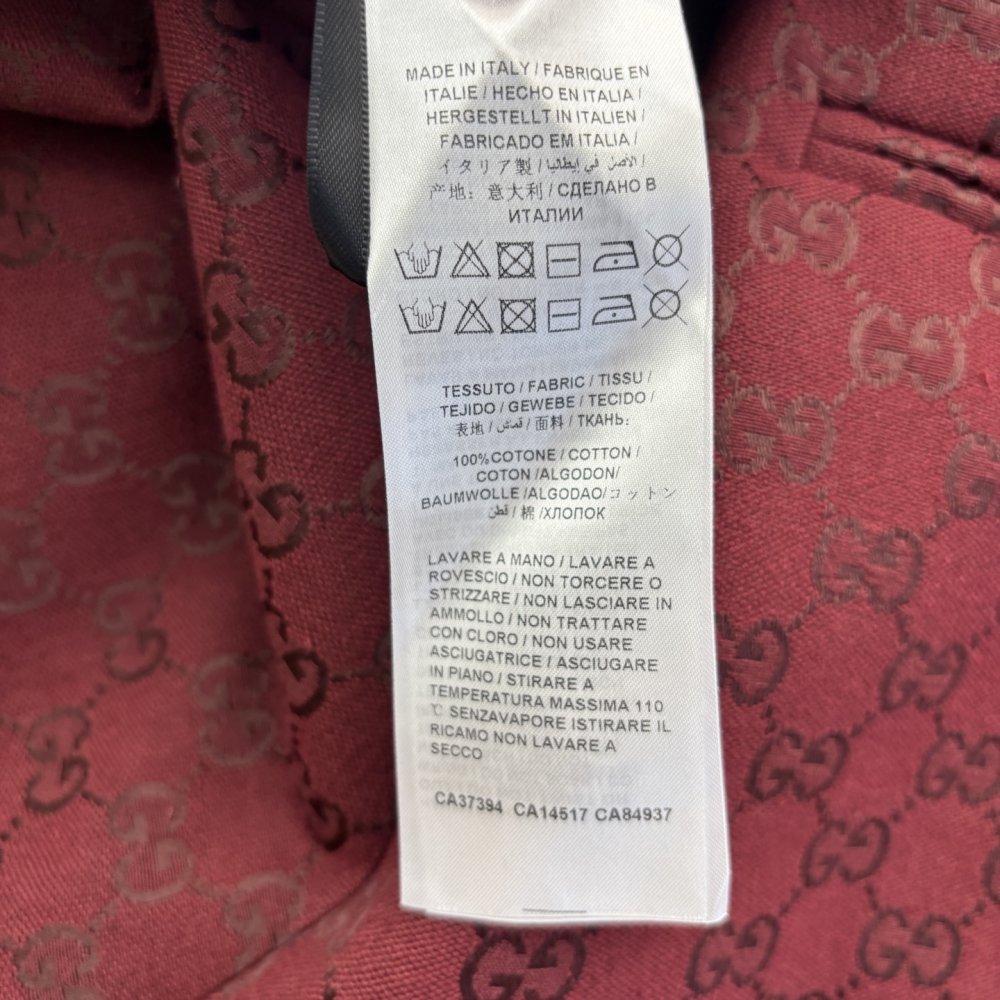 MADE IN ITALY / FABRIQUE EN
ITALIE / HECHO EN ITALIA /
HERGESTELLT IN ITALIEN /
FABRICADO EM ITALIA /
イタリア製 / الأصل في إيطاليا /
产地: 意大利 / СДЕЛАНО В
ИТАЛИИ
TESSUTO / FABRIC / TISSU /
TEJIDO / GEWEBE / TECIDO /
表地 / قماش / 面料 / ТКАНЬ:
100%COTONE / COTTON /
COTON /ALGODON/
BAUMWOLLE /ALGODAO/コットン
قطن / 棉 /ХЛОПОК
LAVARE A MANO / LAVARE A
ROVESCIO / NON TORCERE O
STRIZZARE / NON LASCIARE IN
AMMOLLO / NON TRATTARE
CON CLORO / NON USARE
ASCIUGATRICE / ASCIUGARE
IN PIANO / STIRARE A
TEMPERATURA MASSIMA 110
℃ SENZAVAPORE ISTIRARE IL
RICAMO NON LAVARE A
SECCO
CA37394 CA14517 CA84937